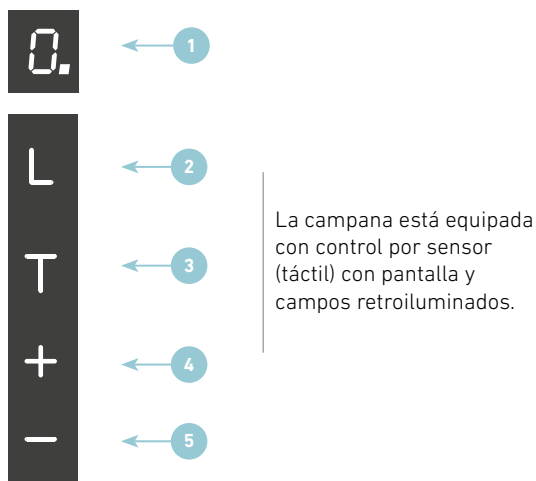 0.
1
L
2
T
3
+
4
−
5
La campana está equipada
con control por sensor
(táctil) con pantalla y
campos retroiluminados.